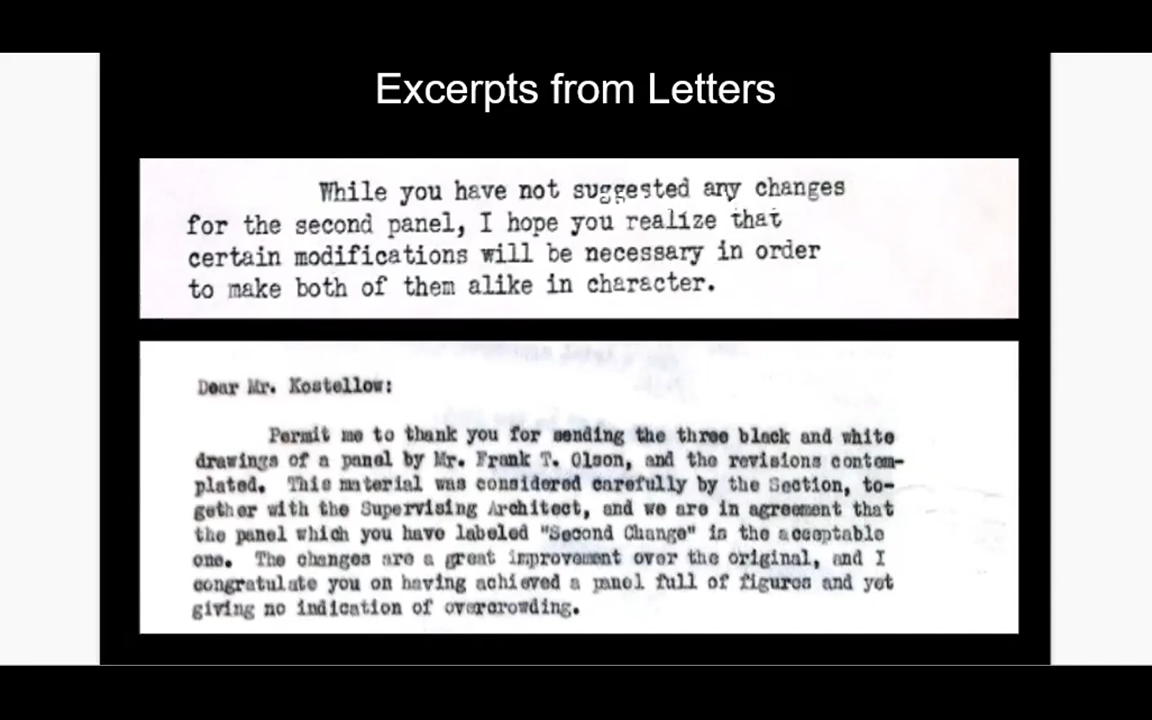 Excerpts from Letters
While you have not suggested any changes
for the second panel, I hope you realize that
certain modifications will be necessary in order
to make both of them alike in character.
Dear Mr. Kostellow:
Permit me to thank you for sending the three black and white
drawings of a panel by Mr. Frank T. Olson, and the revisions contem-
plated. This material was considered carefully by the Section, to-
gether with the Supervising Architect, and we are in agreement that
the panel which you have labeled "Second Change" is the acceptable
one. The changes are a great improvement over the original, and I
congratulate you on having achieved a panel full of figures and yet
giving no indication of overcrowding.